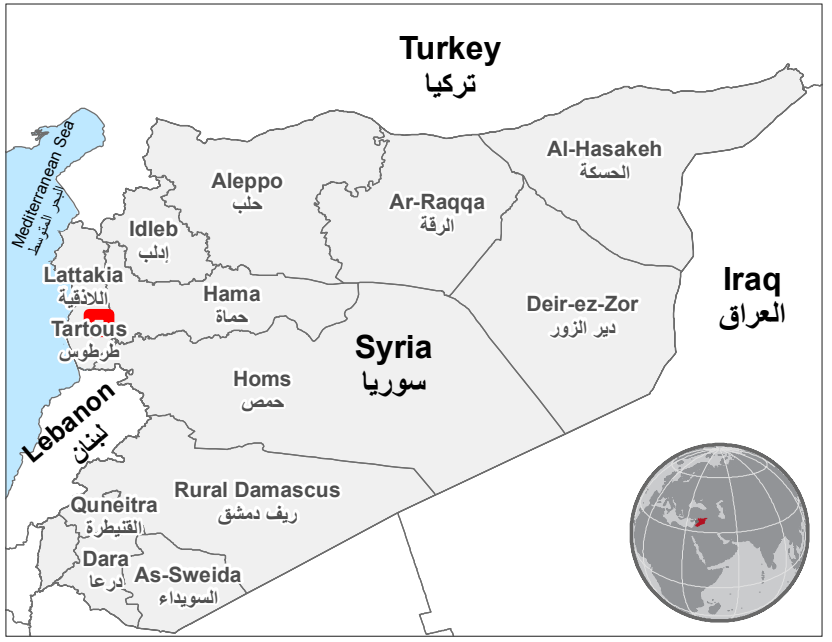 Turkey
تركيا
Mediterranean Sea
البحر المتوسط
Al-Hasakeh
الحسكة
Aleppo
حلب
Ar-Raqqa
الرقة
Idleb
إدلب
Lattakia
اللاذقية
Hama
حماة
Deir-ez-Zor
دير الزور
Iraq
العراق
Tartous
طرطوس
Syria
سوريا
Homs
حمص
Lebanon
لبنان
Rural Damascus
ريف دمشق
Quneitra
القنيطرة
Dara
درعا
As-Sweida
السويداء